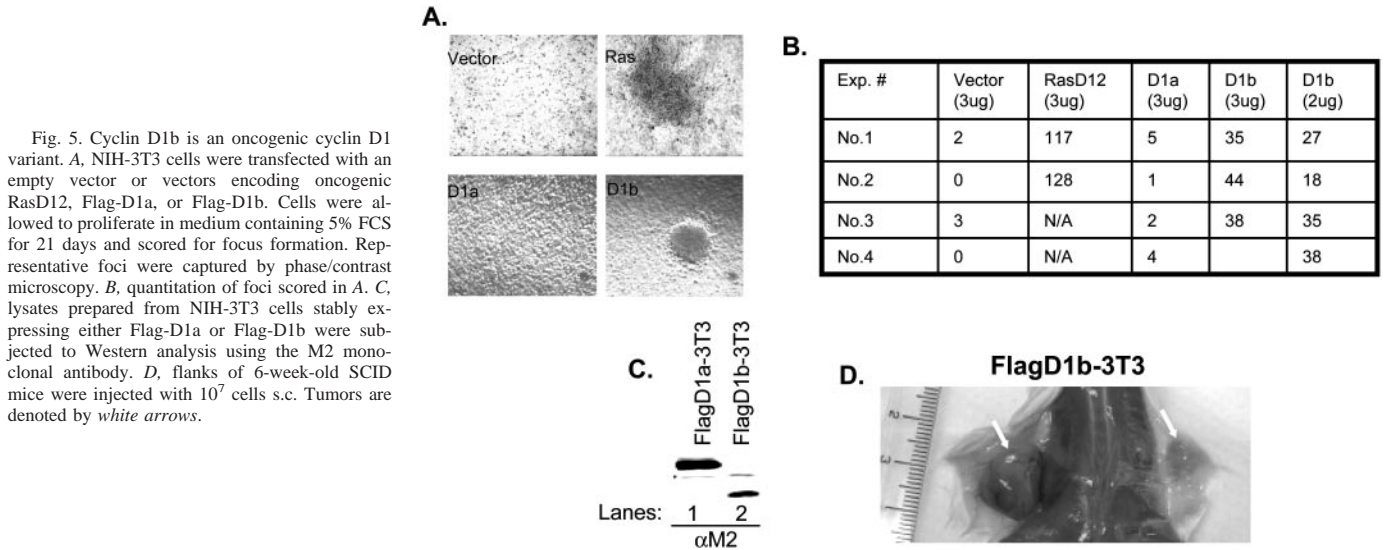 Fig. 5. Cyclin D1b is an oncogenic cyclin D1
variant. A, NIH-3T3 cells were transfected with an
empty vector or vectors encoding oncogenic
RasD12, Flag-D1a, or Flag-D1b. Cells were al-
lowed to proliferate in medium containing 5% FCS
for 21 days and scored for focus formation. Rep-
resentative foci were captured by phase/contrast
microscopy. B, quantitation of foci scored in A. C,
lysates prepared from NIH-3T3 cells stably ex-
pressing either Flag-D1a or Flag-D1b were sub-
jected to Western analysis using the M2 mono-
clonal antibody. D, flanks of 6-week-old SCID
mice were injected with 10⁷ cells s.c. Tumors are
denoted by white arrows.
A.
Vector
Ras
D1a
D1b
B.
Exp. # Vector (3ug) RasD12 (3ug) D1a (3ug) D1b (3ug) D1b (2ug)
No.1 2 117 5 35 27
No.2 0 128 1 44 18
No.3 3 N/A 2 38 35
No.4 0 N/A 4 38
C.
FlagD1a-3T3
FlagD1b-3T3
Lanes: 1 2
αM2
D.
FlagD1b-3T3
2
3